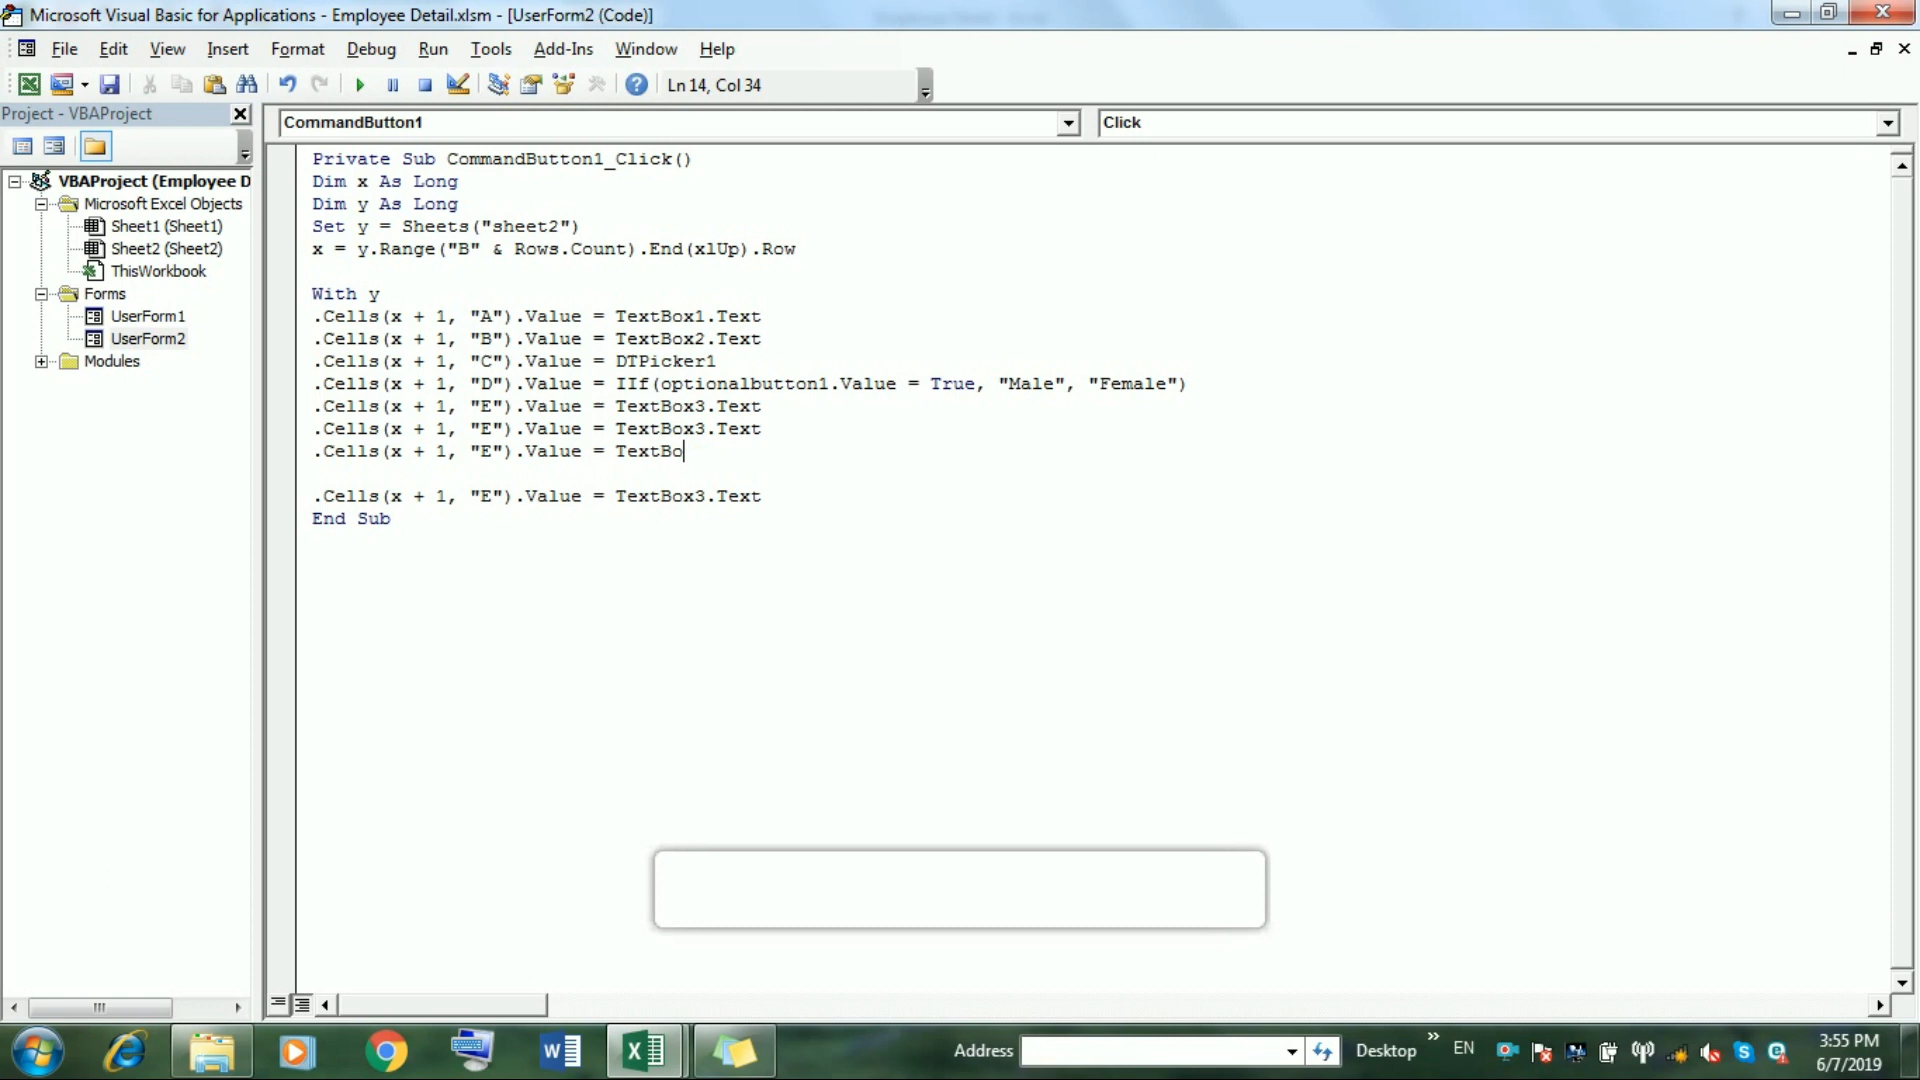 Microsoft Visual Basic for Applications - Employee Detail.xlsm - [UserForm2 (Code)]
File Edit View Insert Format Debug Run Tools Add-Ins Window Help
Ln 14, Col 34
Project - VBAProject
CommandButton1
Click
VBAProject (Employee D
Microsoft Excel Objects
Sheet1 (Sheet1)
Sheet2 (Sheet2)
ThisWorkbook
Forms
UserForm1
UserForm2
Modules
Private Sub CommandButton1_Click()
Dim x As Long
Dim y As Long
Set y = Sheets("sheet2")
x = y.Range("B" & Rows.Count).End(xlUp).Row
With y
.Cells(x + 1, "A").Value = TextBox1.Text
.Cells(x + 1, "B").Value = TextBox2.Text
.Cells(x + 1, "C").Value = DTPicker1
.Cells(x + 1, "D").Value = IIf(optionalbutton1.Value = True, "Male", "Female")
.Cells(x + 1, "E").Value = TextBox3.Text
.Cells(x + 1, "E").Value = TextBox3.Text
.Cells(x + 1, "E").Value = TextBo
.Cells(x + 1, "E").Value = TextBox3.Text
End Sub
Address
Desktop
EN
3:55 PM
6/7/2019